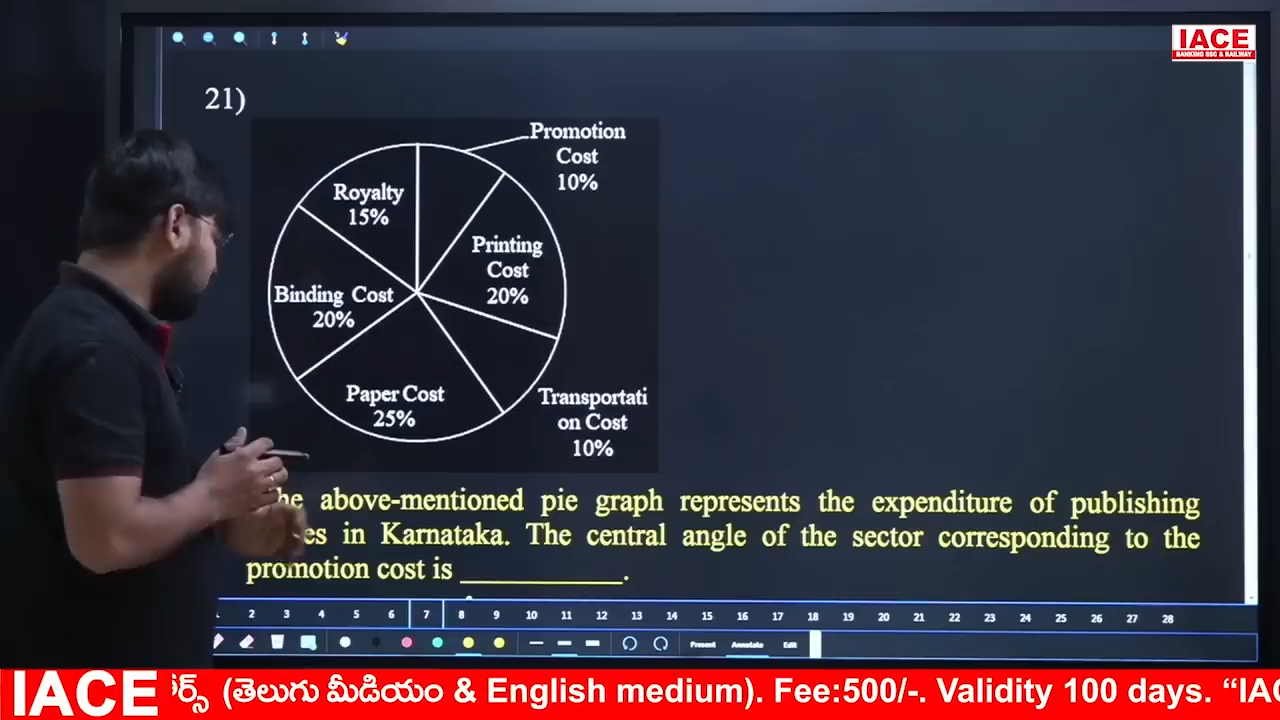 IACE
BANKING SSC & RAILWAY
21)
Promotion
Cost
10%
Royalty
15%
Printing
Cost
20%
Binding Cost
20%
Paper Cost
25%
Transportati
on Cost
10%
he above-mentioned pie graph represents the expenditure of publishing
es in Karnataka. The central angle of the sector corresponding to the
promotion cost is ____________.
2 3 4 5 6 7 8 9 10 11 12 13 14 15 16 17 18 19 20 21 22 23 24 25 26 27 28
Present Annotate Edit
IACE (తెలుగు మీడియం & English medium). Fee:500/-. Validity 100 days. “IAC